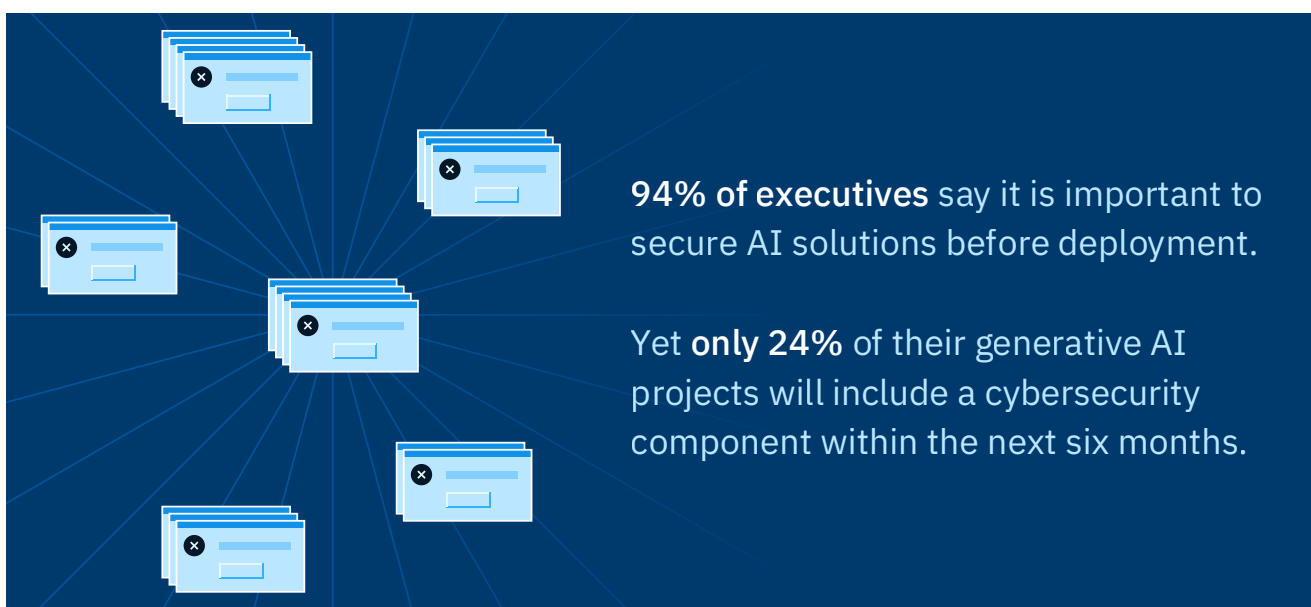 94% of executives say it is important to
secure AI solutions before deployment.
Yet only 24% of their generative AI
projects will include a cybersecurity
component within the next six months.